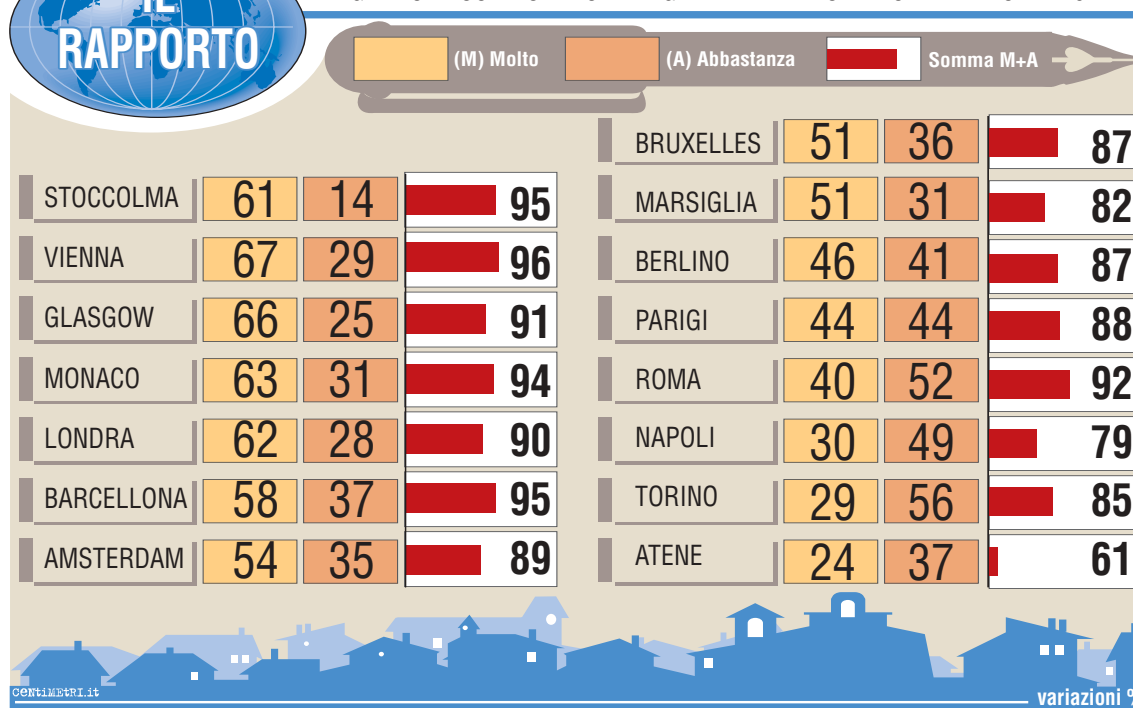 IL
RAPPORTO
(M) Molto (A) Abbastanza Somma M+A
STOCCOLMA 61 14 95
VIENNA 67 29 96
GLASGOW 66 25 91
MONACO 63 31 94
LONDRA 62 28 90
BARCELLONA 58 37 95
AMSTERDAM 54 35 89
BRUXELLES 51 36 87
MARSIGLIA 51 31 82
BERLINO 46 41 87
PARIGI 44 44 88
ROMA 40 52 92
NAPOLI 30 49 79
TORINO 29 56 85
ATENE 24 37 61
CENTIMETRI.it
variazioni %